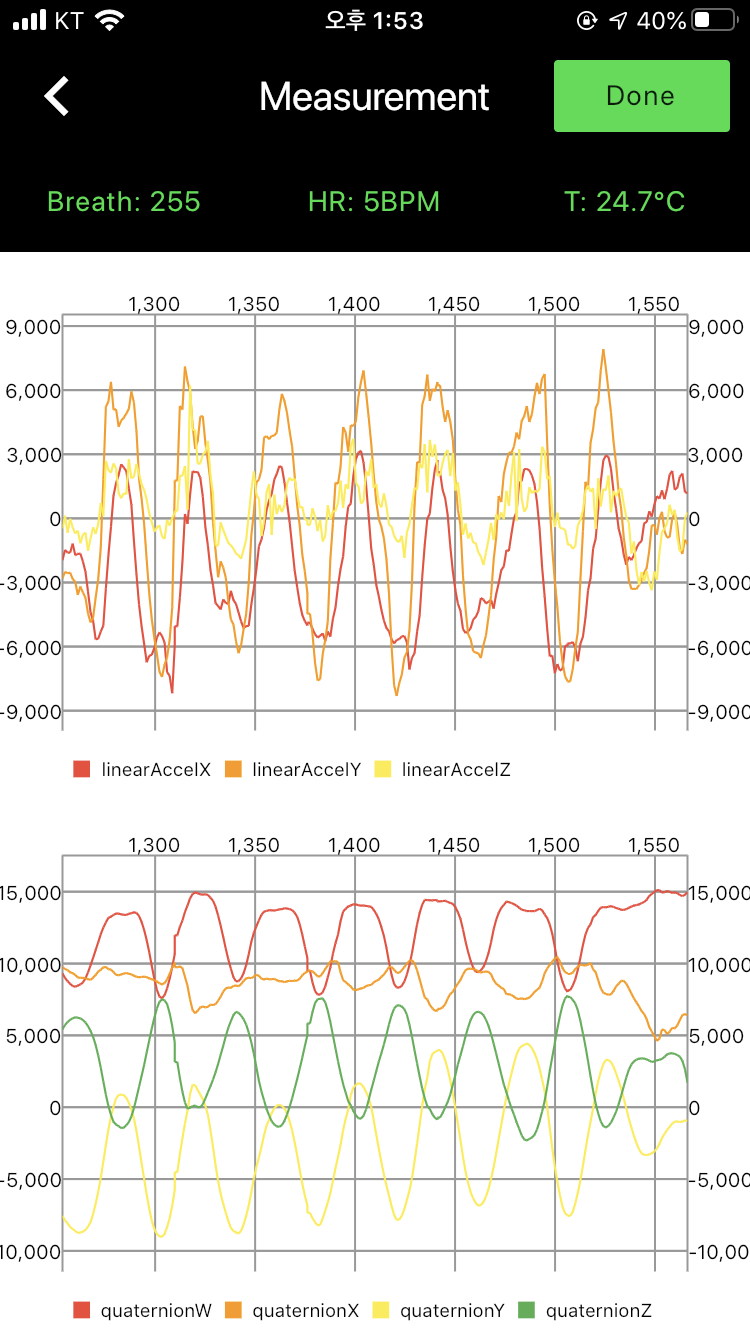 KT 오후 1:53 40%
Measurement Done
Breath: 255 HR: 5BPM T: 24.7°C
1,300 1,350 1,400 1,450 1,500 1,550
9,000 9,000
6,000 6,000
3,000 3,000
0 0
-3,000 -3,000
-6,000 -6,000
-9,000 -9,000
linearAccelX linearAccelY linearAccelZ
1,300 1,350 1,400 1,450 1,500 1,550
15,000 15,000
10,000 10,000
5,000 5,000
0 0
-5,000 -5,000
10,000 -10,00
quaternionW quaternionX quaternionY quaternionZ